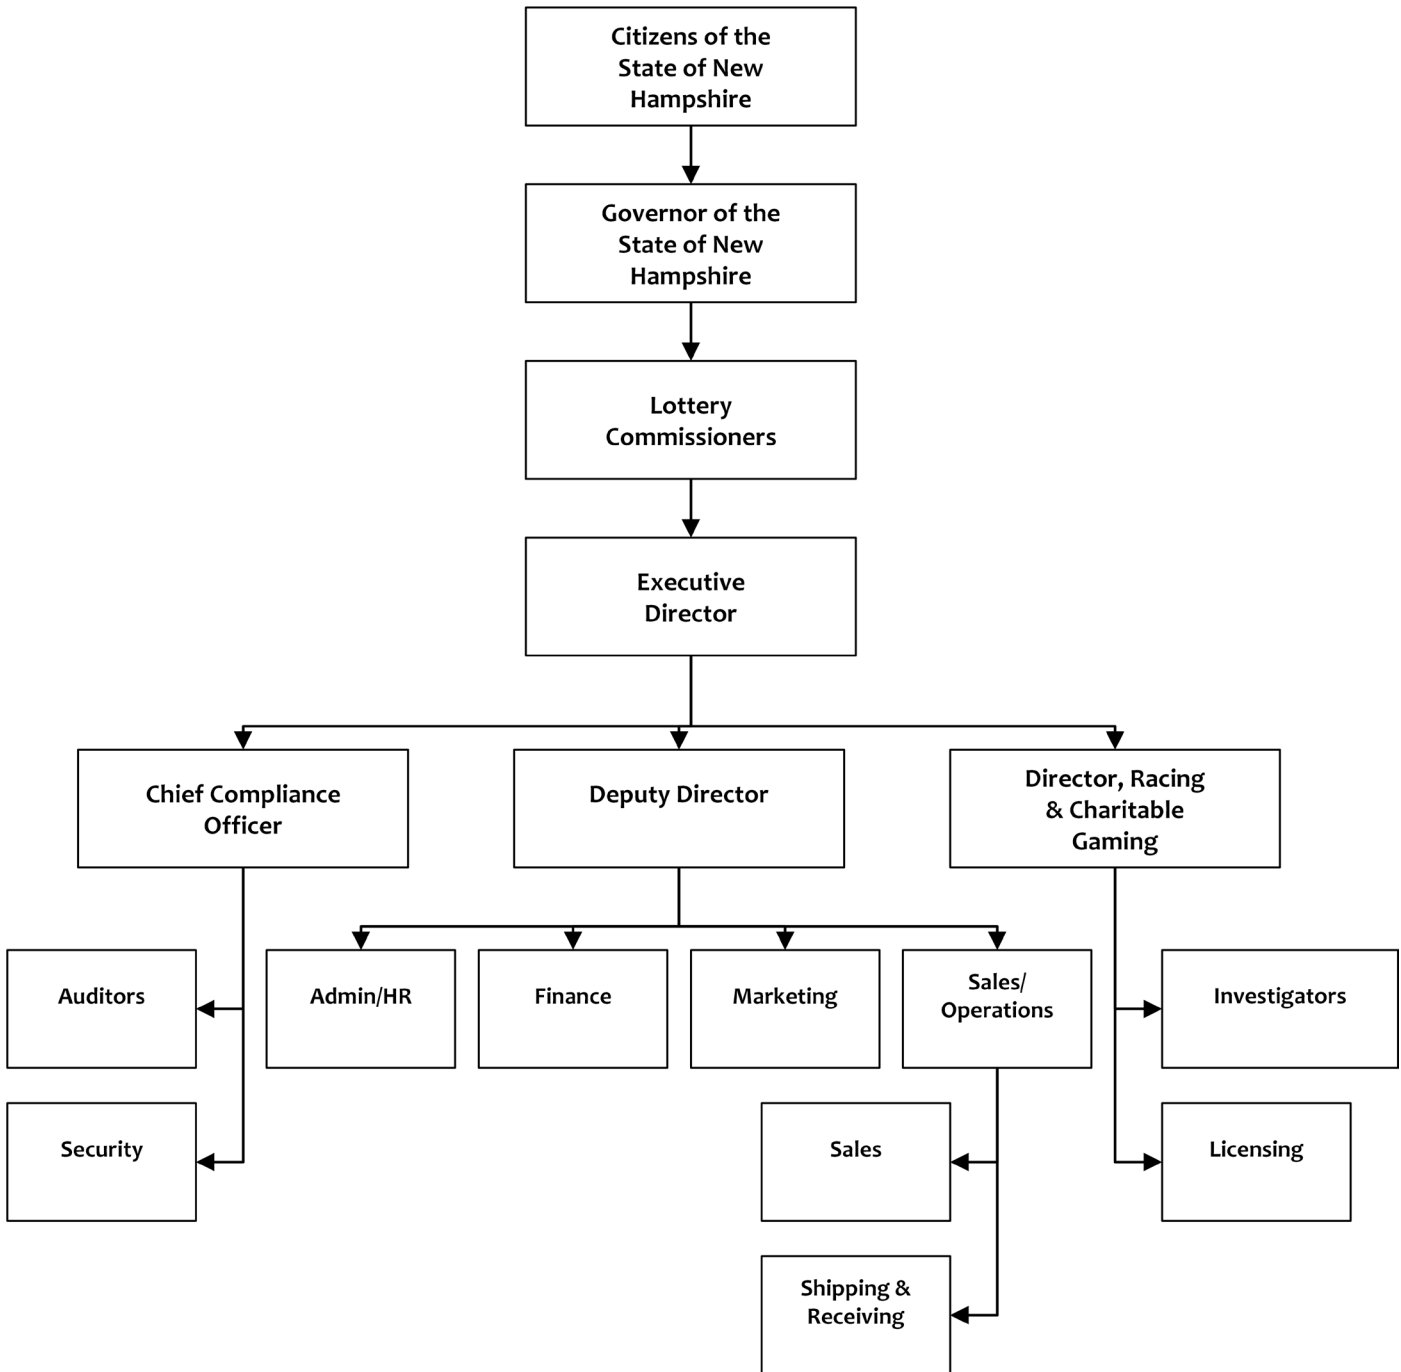 Citizens of the
State of New
Hampshire
Governor of the
State of New
Hampshire
Lottery
Commissioners
Executive
Director
Chief Compliance
Officer
Deputy Director
Director, Racing
& Charitable
Gaming
Auditors
Admin/HR
Finance
Marketing
Sales/
Operations
Investigators
Security
Sales
Licensing
Shipping &
Receiving